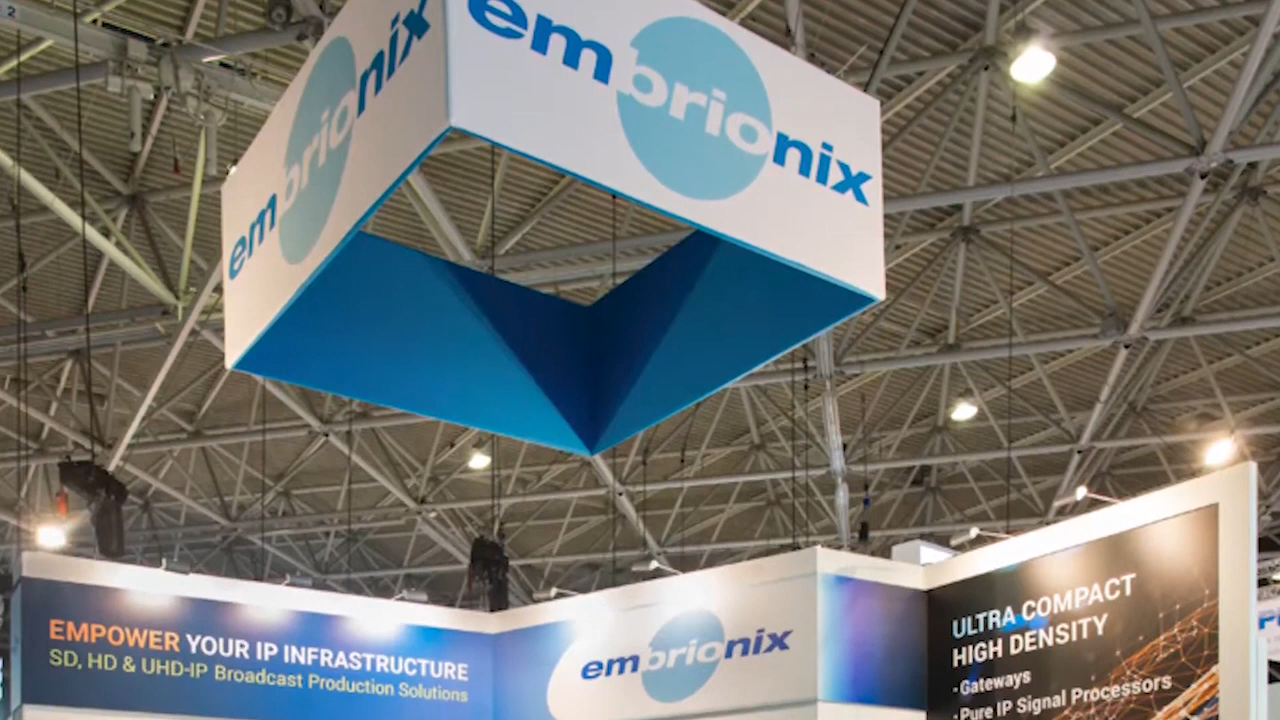 embrionix
embrionix
EMPOWER YOUR IP INFRASTRUCTURE
SD, HD & UHD-IP Broadcast Production Solutions
embrionix
ULTRA COMPACT
HIGH DENSITY
-Gateways
-Pure IP Signal Processors